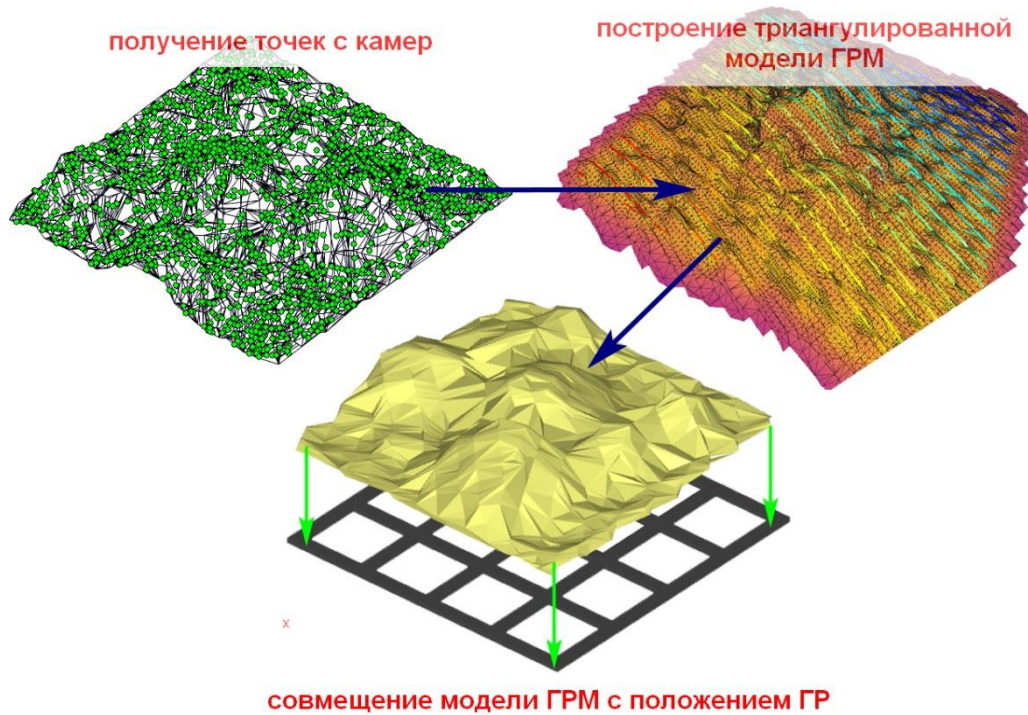 получение точек с камер
построение триангулированной
модели ГРМ
x
совмещение модели ГРМ с положением ГР